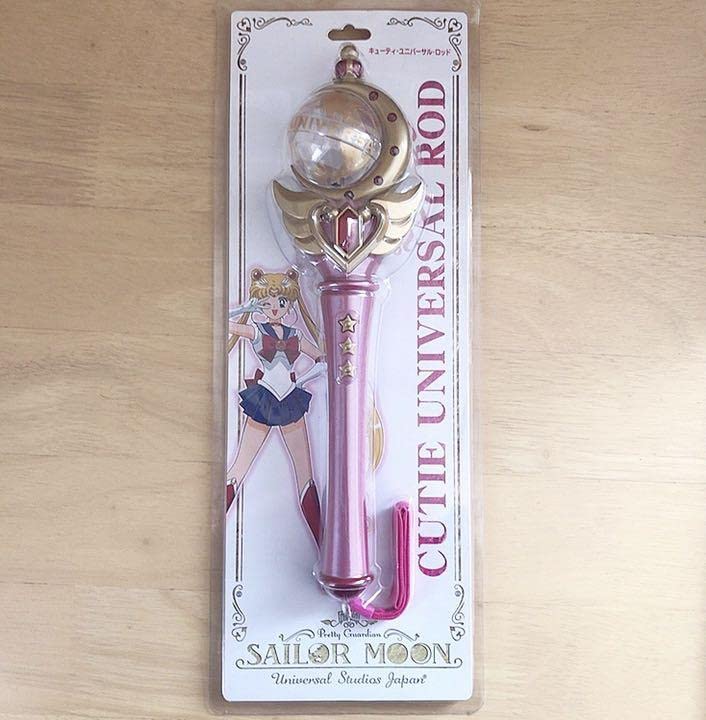 キューティ・ユニバーサル・ロッド
UNIVERSAL
CUTIE UNIVERSAL ROD
Pretty Guardian
SAILOR MOON
Universal Studios Japan®